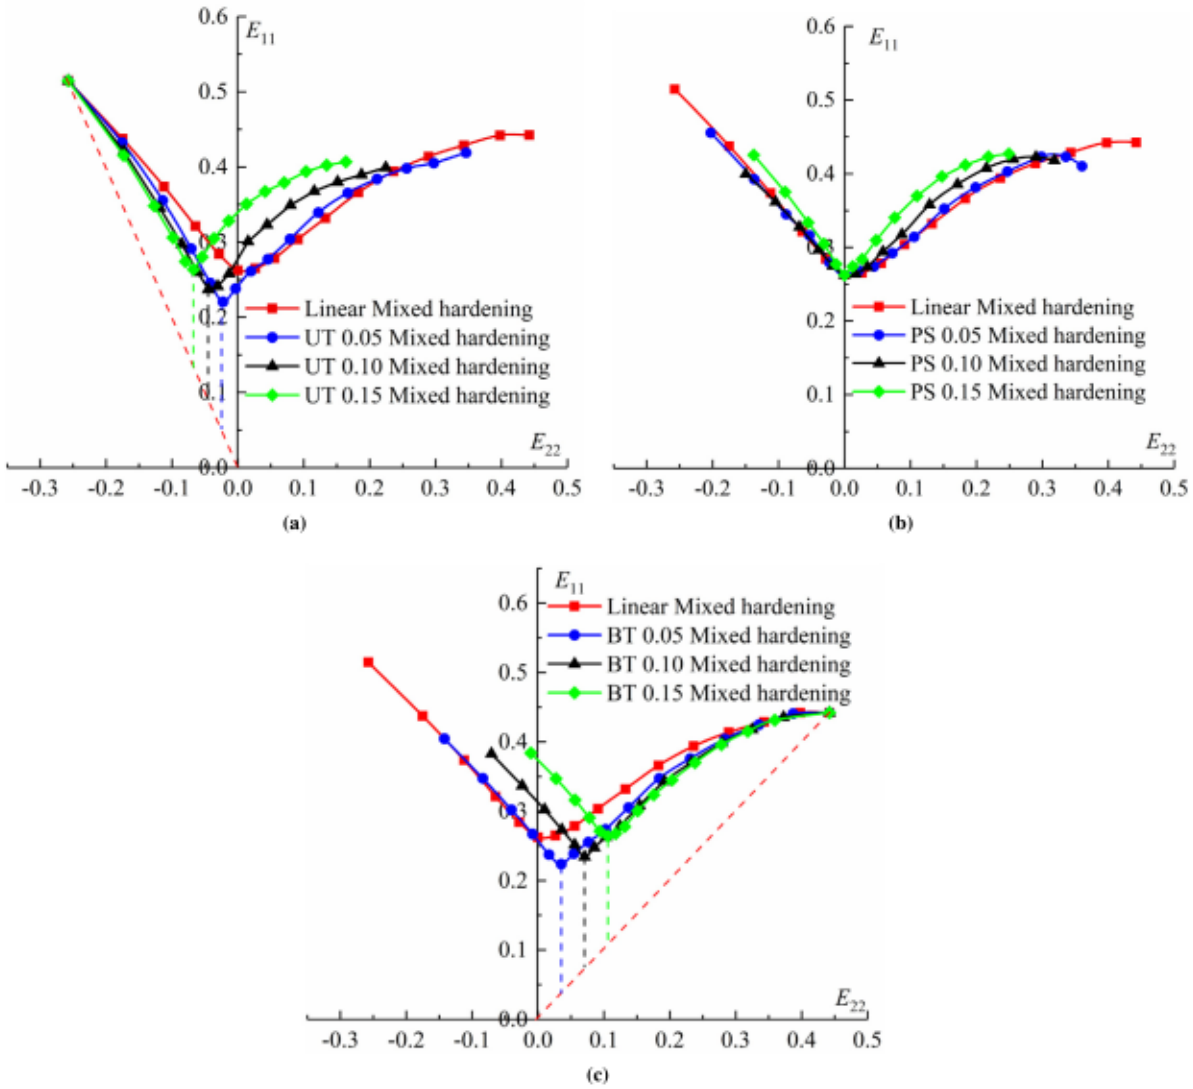 0.6
E11
0.5
0.4
0.3
0.2
0.1
0.0
Linear Mixed hardening
UT 0.05 Mixed hardening
UT 0.10 Mixed hardening
UT 0.15 Mixed hardening
E22
-0.3 -0.2 -0.1 0.0 0.1 0.2 0.3 0.4 0.5
(a)
0.6
E11
0.5
0.4
0.3
0.2
0.1
0.0
Linear Mixed hardening
PS 0.05 Mixed hardening
PS 0.10 Mixed hardening
PS 0.15 Mixed hardening
E22
-0.3 -0.2 -0.1 0.0 0.1 0.2 0.3 0.4 0.5
(b)
E11
0.6
0.5
0.4
0.3
0.2
0.1
0.0
Linear Mixed hardening
BT 0.05 Mixed hardening
BT 0.10 Mixed hardening
BT 0.15 Mixed hardening
E22
-0.3 -0.2 -0.1 0.0 0.1 0.2 0.3 0.4 0.5
(c)